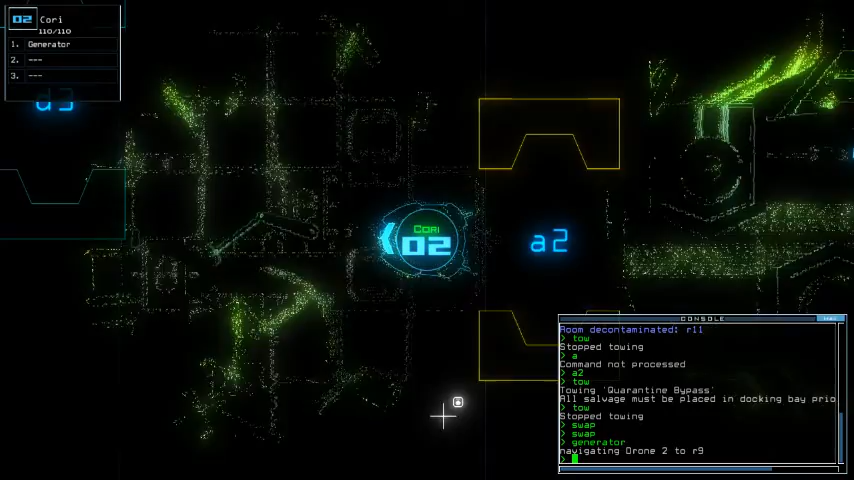 02 Cori
110/110
1. Generator
2. ---
3. ---
d3
CORI
02
a2
CONSOLE
Room decontaminated: r11
> tow
Stopped towing
> a
Command not processed
> a2
> tow
Towing 'Quarantine Bypass'
All salvage must be placed in docking bay prio
> tow
Stopped towing
> swap
> swap
> generator
navigating Drone 2 to r9
>